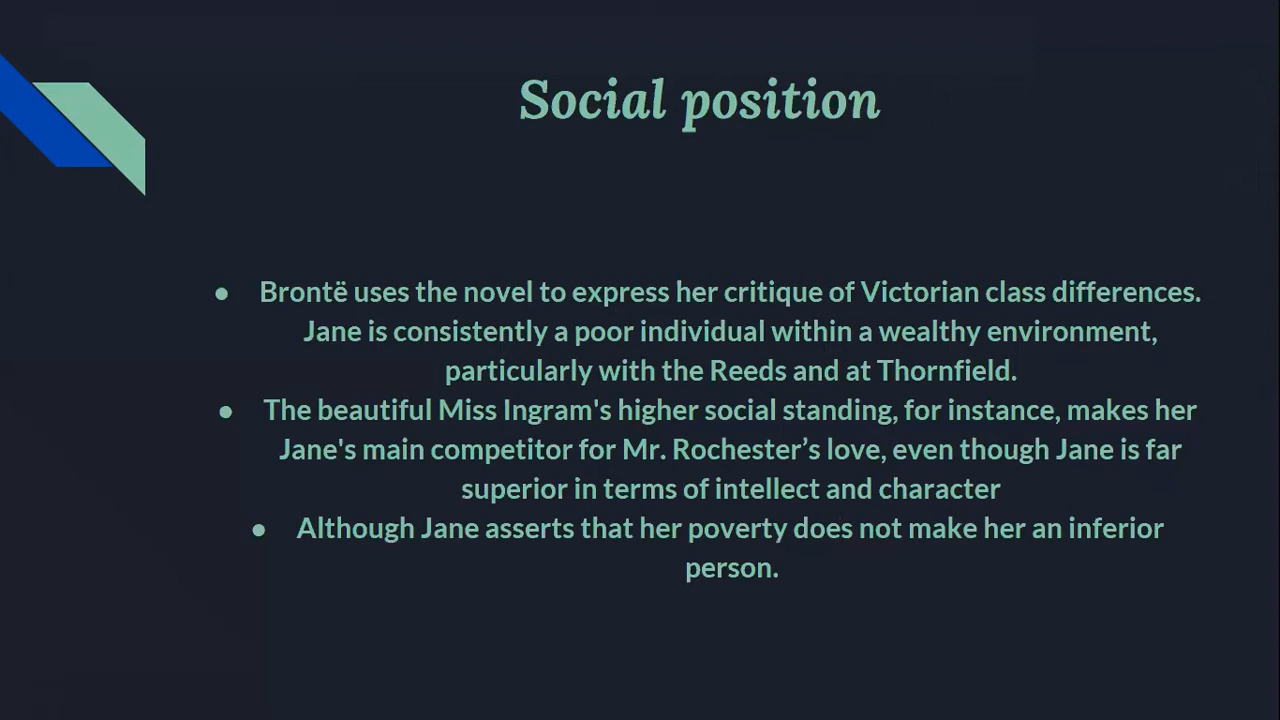 Social position
● Brontë uses the novel to express her critique of Victorian class differences.
Jane is consistently a poor individual within a wealthy environment,
particularly with the Reeds and at Thornfield.
● The beautiful Miss Ingram's higher social standing, for instance, makes her
Jane's main competitor for Mr. Rochester’s love, even though Jane is far
superior in terms of intellect and character
● Although Jane asserts that her poverty does not make her an inferior
person.